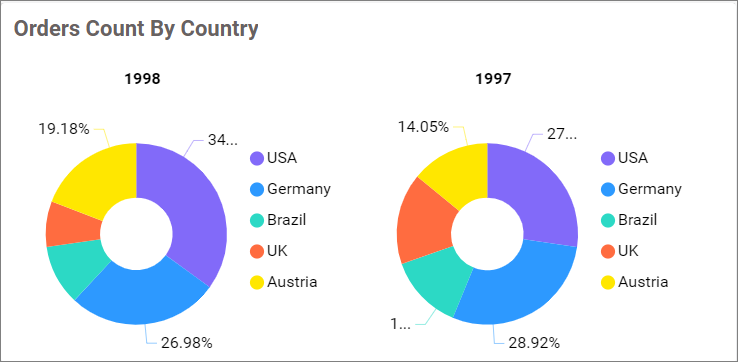 Orders Count By Country
1998
19.18%
34...
26.98%
USA
Germany
Brazil
UK
Austria
1997
14.05%
27...
1...
28.92%
USA
Germany
Brazil
UK
Austria